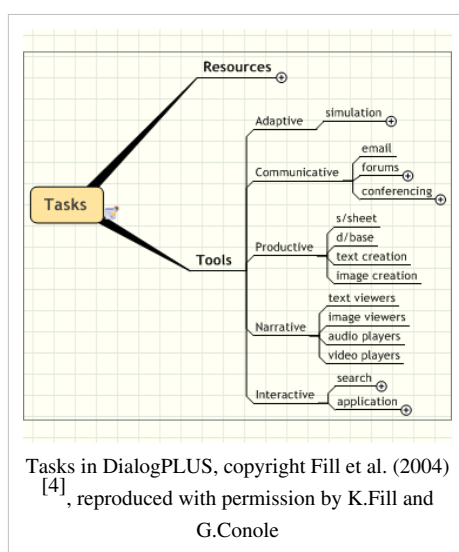 Resources
Adaptive
simulation
email
Communicative
forums
conferencing
Tasks
s/sheet
d/base
Tools
Productive
text creation
image creation
text viewers
image viewers
Narrative
audio players
video players
Interactive
search
application
Tasks in DialogPLUS, copyright Fill et al. (2004)
[4], reproduced with permission by K.Fill and
G.Conole